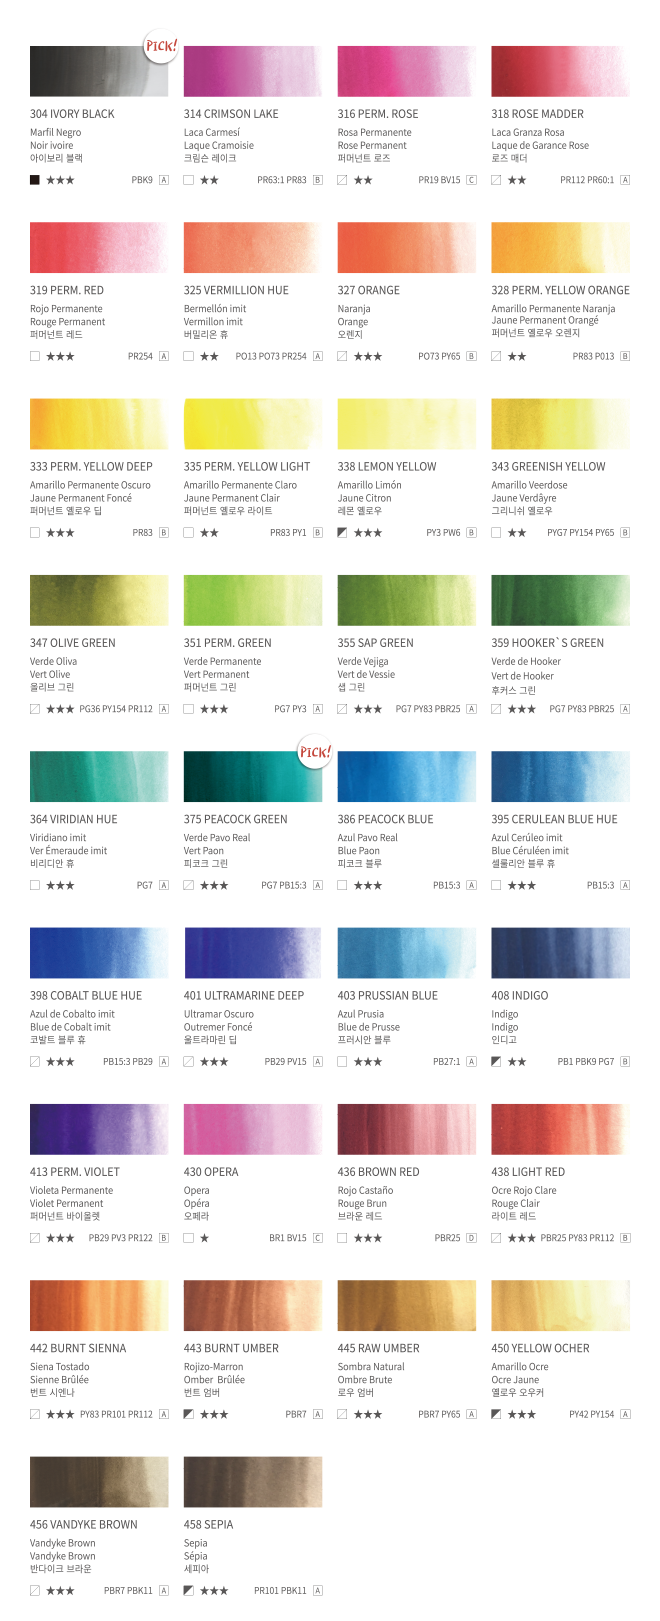 PICK!
304 IVORY BLACK
Marfil Negro
Noir ivoire
아이보리 블랙
★★★ PBK9 A
314 CRIMSON LAKE
Laca Carmesí
Laque Cramoisie
크림슨 레이크
★★ PR63:1 PR83 B
316 PERM. ROSE
Rosa Permanente
Rose Permanent
퍼머넌트 로즈
★★ PR19 BV15 C
318 ROSE MADDER
Laca Granza Rosa
Laque de Garance Rose
로즈 매더
★★ PR112 PR60:1 A
319 PERM. RED
Rojo Permanente
Rouge Permanent
퍼머넌트 레드
★★★ PR254 A
325 VERMILLION HUE
Bermellón imit
Vermillon imit
버밀리온 휴
★★ PO13 PO73 PR254 A
327 ORANGE
Naranja
Orange
오렌지
★★★ PO73 PY65 B
328 PERM. YELLOW ORANGE
Amarillo Permanente Naranja
Jaune Permanent Orangé
퍼머넌트 옐로우 오렌지
★★ PR83 P013 B
333 PERM. YELLOW DEEP
Amarillo Permanente Oscuro
Jaune Permanent Foncé
퍼머넌트 옐로우 딥
★★★ PR83 B
335 PERM. YELLOW LIGHT
Amarillo Permanente Claro
Jaune Permanent Clair
퍼머넌트 옐로우 라이트
★★ PR83 PY1 B
338 LEMON YELLOW
Amarillo Limón
Jaune Citron
레몬 옐로우
★★★ PY3 PW6 B
343 GREENISH YELLOW
Amarillo Veerdose
Jaune Verdâyre
그리니쉬 옐로우
★★ PYG7 PY154 PY65 B
347 OLIVE GREEN
Verde Oliva
Vert Olive
올리브 그린
★★★ PG36 PY154 PR112 A
351 PERM. GREEN
Verde Permanente
Vert Permanent
퍼머넌트 그린
★★★ PG7 PY3 A
355 SAP GREEN
Verde Vejiga
Vert de Vessie
샙 그린
★★★ PG7 PY83 PBR25 A
359 HOOKER`S GREEN
Verde de Hooker
Vert de Hooker
후커스 그린
★★★ PG7 PY83 PBR25 A
364 VIRIDIAN HUE
Viridiano imit
Ver Émeraude imit
비리디안 휴
★★★ PG7 A
PICK!
375 PEACOCK GREEN
Verde Pavo Real
Vert Paon
피코크 그린
★★★ PG7 PB15:3 A
386 PEACOCK BLUE
Azul Pavo Real
Blue Paon
피코크 블루
★★★ PB15:3 A
395 CERULEAN BLUE HUE
Azul Cerúleo imit
Blue Céruléen imit
셀룰리안 블루 휴
★★★ PB15:3 A
398 COBALT BLUE HUE
Azul de Cobalto imit
Blue de Cobalt imit
코발트 블루 휴
★★★ PB15:3 PB29 A
401 ULTRAMARINE DEEP
Ultramar Oscuro
Outremer Foncé
울트라마린 딥
★★★ PB29 PV15 A
403 PRUSSIAN BLUE
Azul Prusia
Blue de Prusse
프러시안 블루
★★★ PB27:1 A
408 INDIGO
Indigo
Indigo
인디고
★★ PB1 PBK9 PG7 B
413 PERM. VIOLET
Violeta Permanente
Violet Permanent
퍼머넌트 바이올렛
★★★ PB29 PV3 PR122 B
430 OPERA
Opera
Opéra
오페라
★ BR1 BV15 C
436 BROWN RED
Rojo Castaño
Rouge Brun
브라운 레드
★★★ PBR25 D
438 LIGHT RED
Ocre Rojo Clare
Rouge Clair
라이트 레드
★★★ PBR25 PY83 PR112 B
442 BURNT SIENNA
Siena Tostado
Sienne Brûlée
번트 시엔나
★★★ PY83 PR101 PR112 A
443 BURNT UMBER
Rojizo-Marron
Omber Brûlée
번트 엄버
★★★ PBR7 A
445 RAW UMBER
Sombra Natural
Ombre Brute
로우 엄버
★★★ PBR7 PY65 A
450 YELLOW OCHER
Amarillo Ocre
Ocre Jaune
옐로우 오우커
★★★ PY42 PY154 A
456 VANDYKE BROWN
Vandyke Brown
Vandyke Brown
반다이크 브라운
★★★ PBR7 PBK11 A
458 SEPIA
Sepia
Sépia
세피아
★★★ PR101 PBK11 A